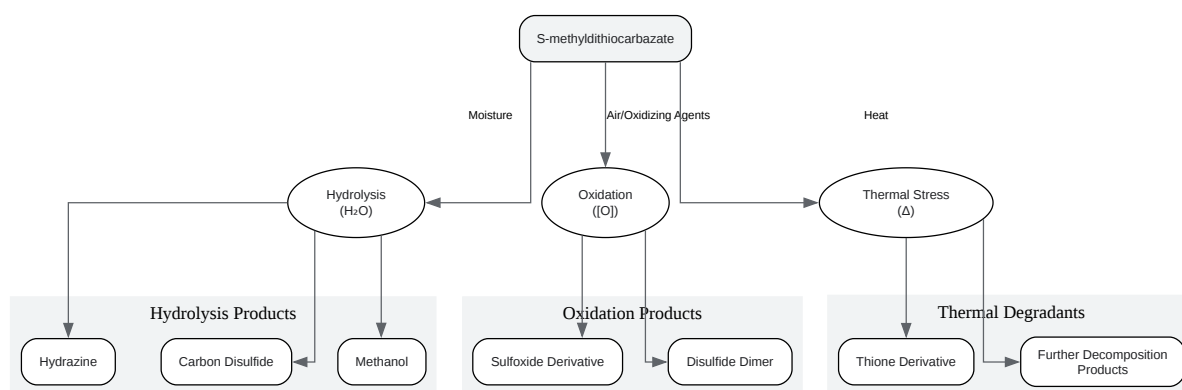 S-methyldithiocarbazate
Moisture
Air/Oxidizing Agents
Heat
Hydrolysis
(H₂O)
Oxidation
([O])
Thermal Stress
(Δ)
Hydrolysis Products
Oxidation Products
Thermal Degradants
Hydrazine
Carbon Disulfide
Methanol
Sulfoxide Derivative
Disulfide Dimer
Thione Derivative
Further Decomposition
Products